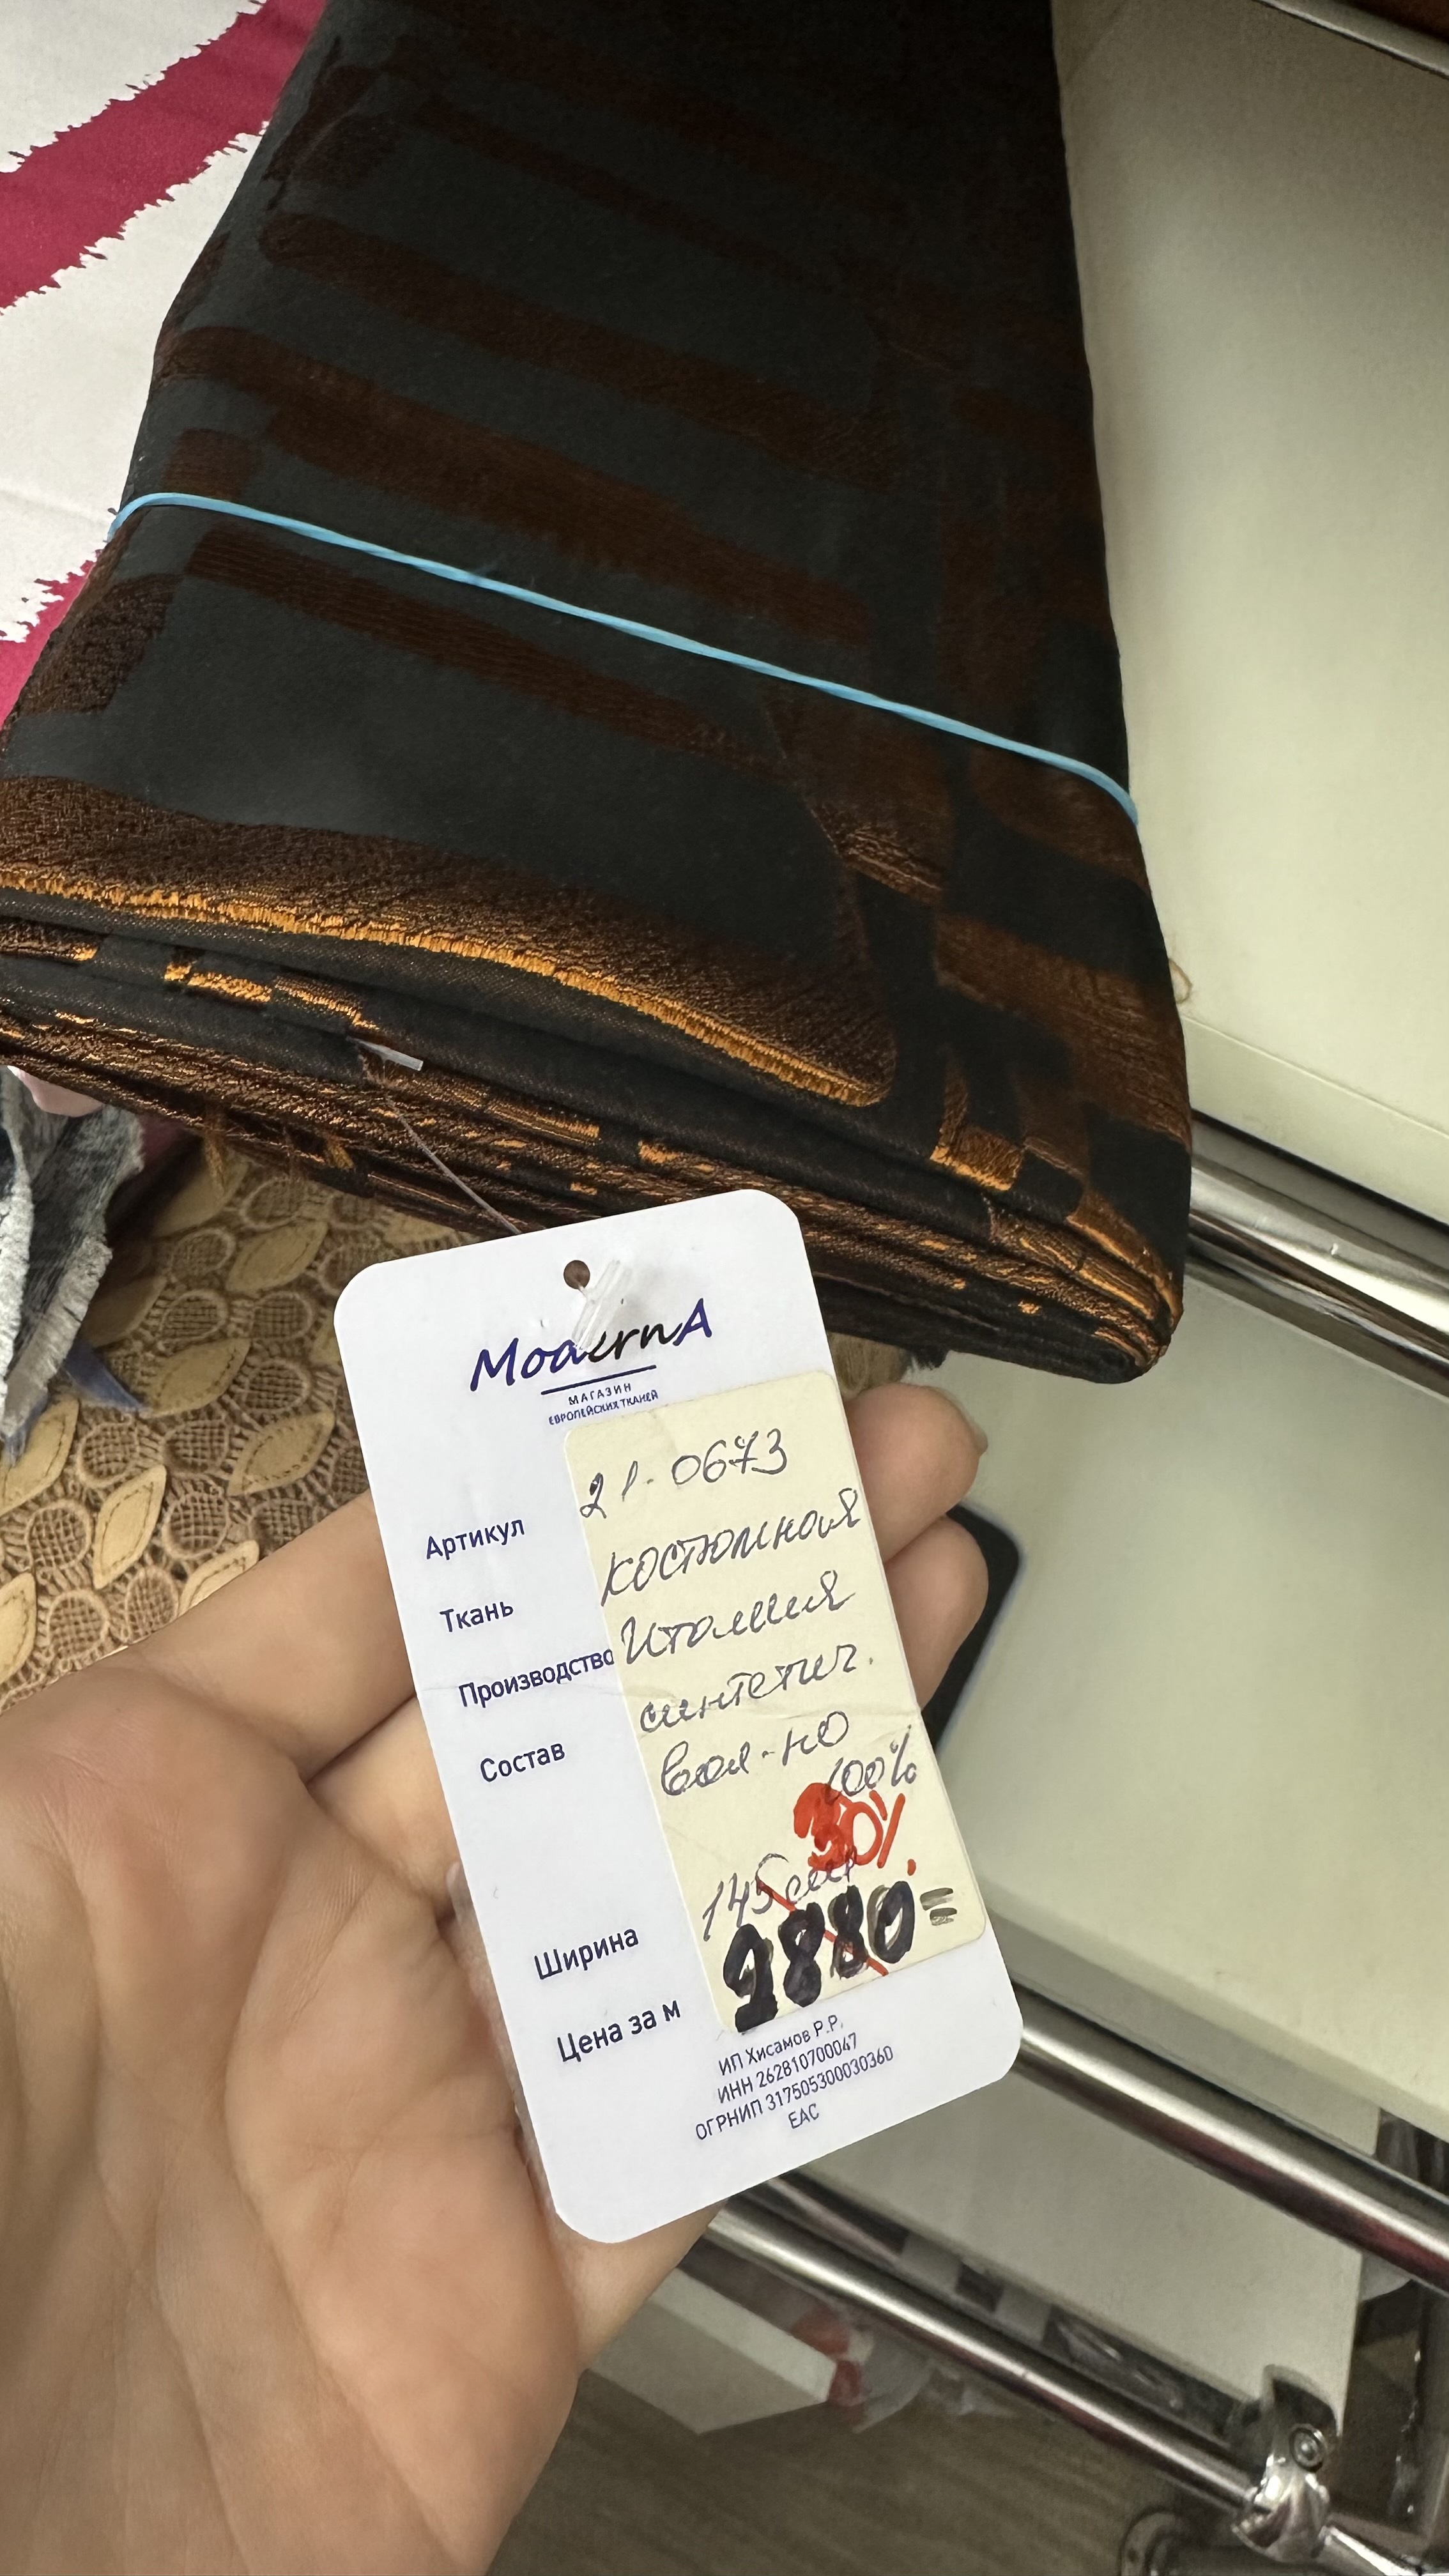 ModernA
МАГАЗИН
ЕВРОПЕЙСКИХ ТКАНЕЙ
Артикул 21-0673
Ткань костюмная
Производство Италия
Состав синтетич.
вол-но
100%
30%
Ширина 145 см
Цена за м 9880=
ИП Хисамов Р.Р.
ИНН 262810700047
ОГРНИП 317505300030360
EAC